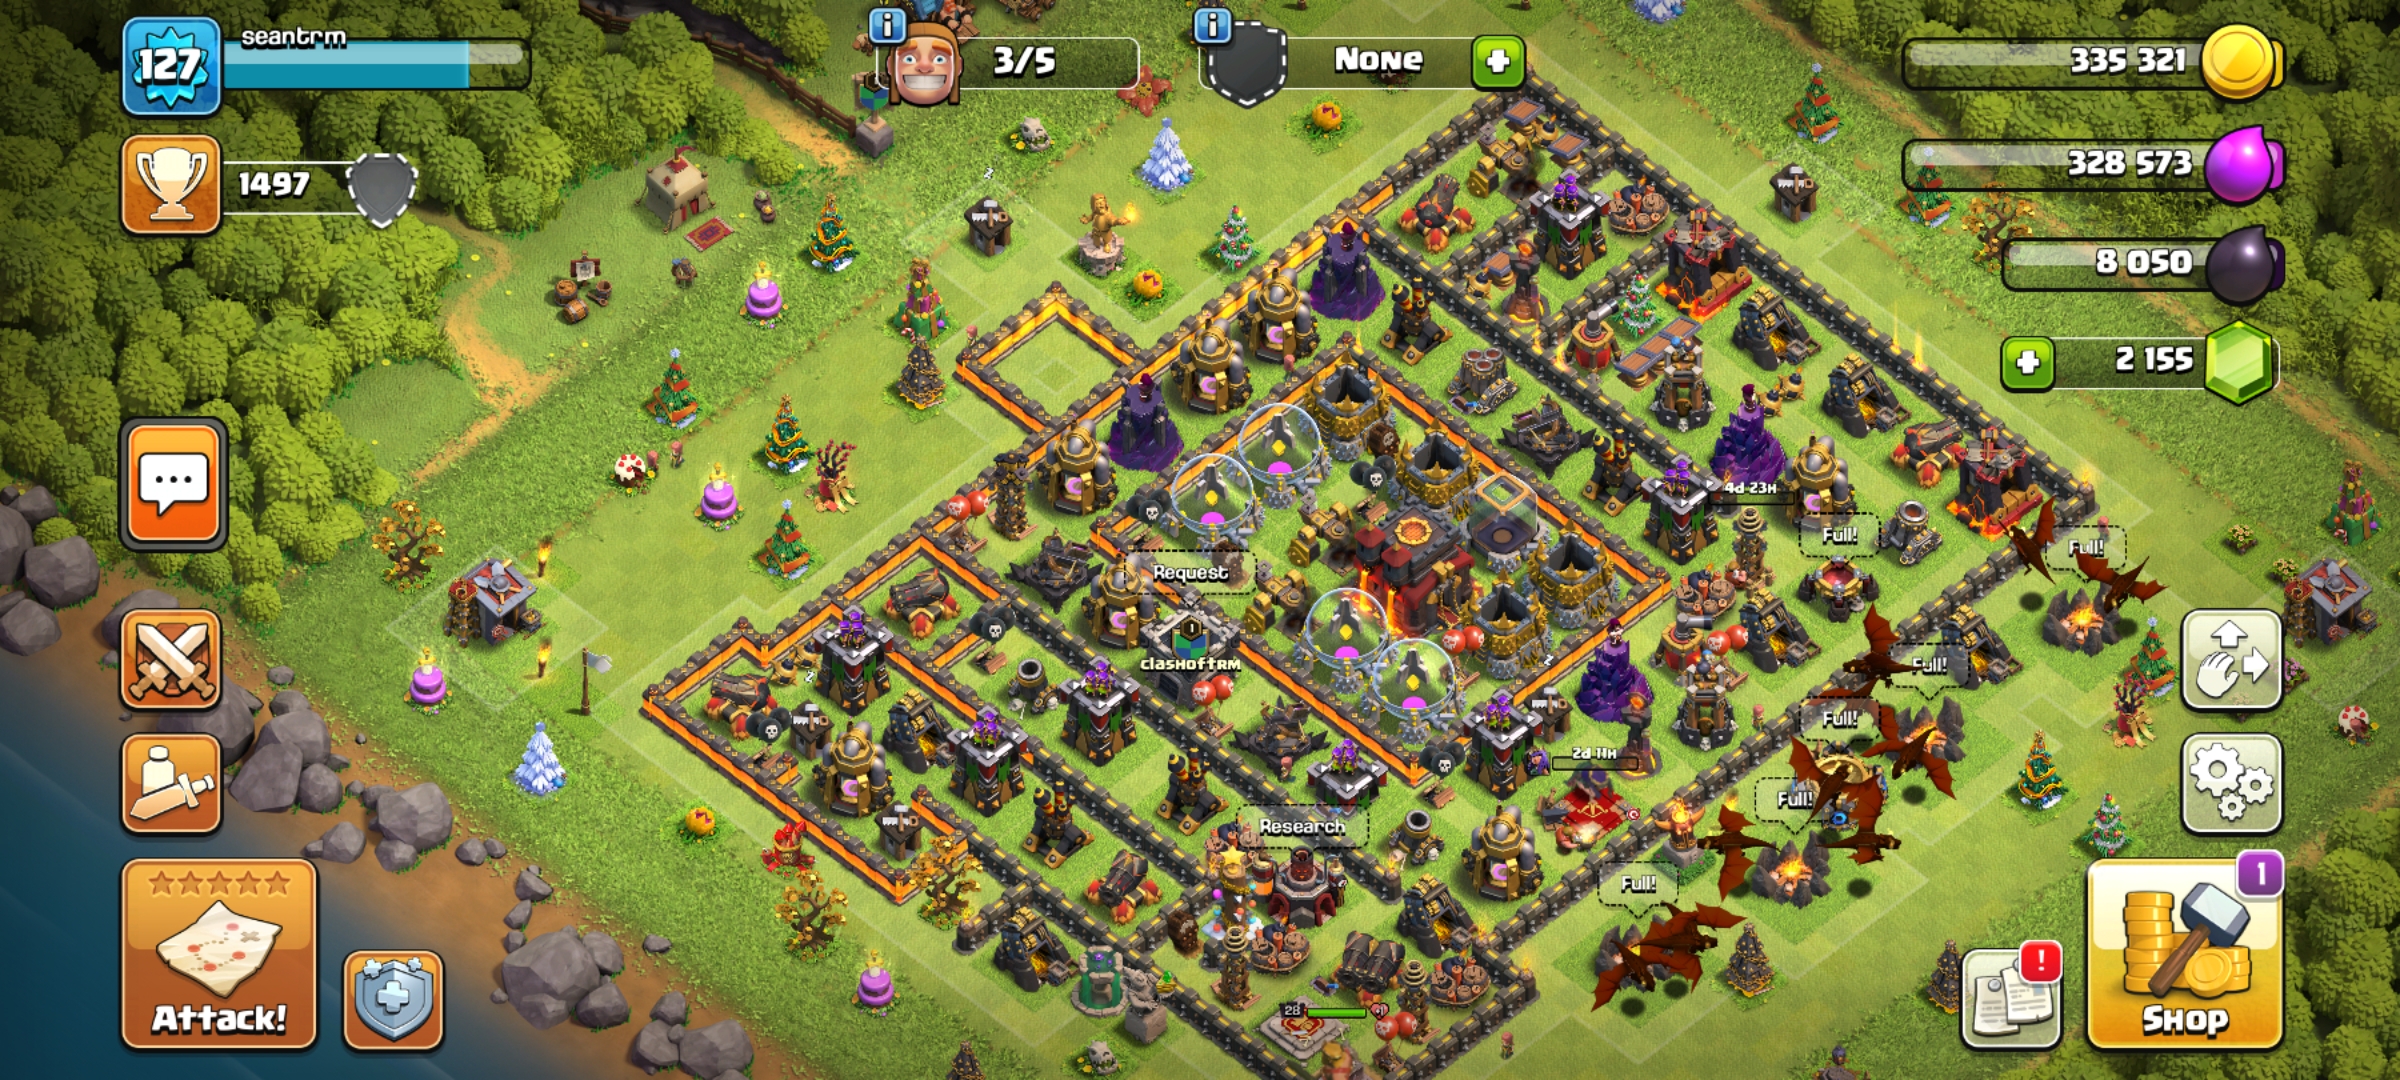 127
seantrm
3/5
None
335 321
1497
328 573
8 050
2 155
4d 23h
Full!
Full!
Request
clashoftrm
Full!
Full!
2d 11h
Full!
Research
Full!
1
Attack!
28
+1
!
Shop